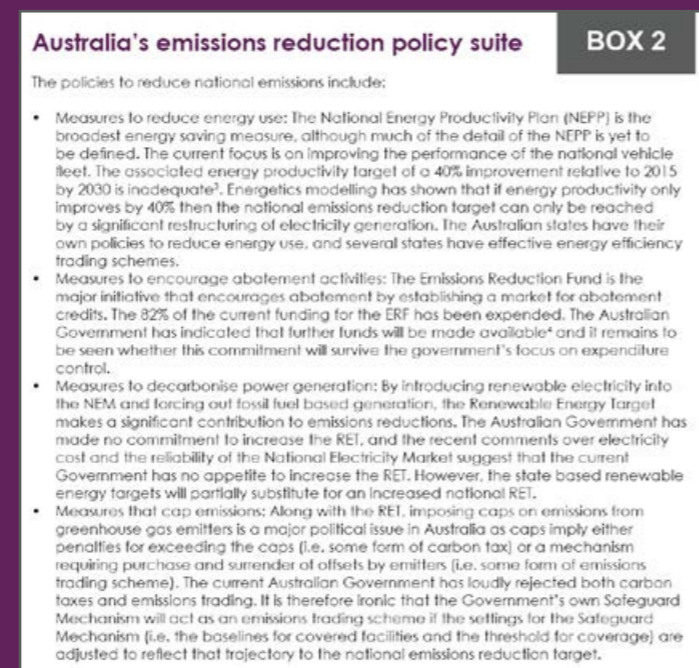 Australia's emissions reduction policy suite
BOX 2
The policies to reduce national emissions include:
• Measures to reduce energy use: The National Energy Productivity Plan (NEPP) is the
broadest energy saving measure, although much of the detail of the NEPP is yet to
be defined. The current focus is on improving the performance of the national vehicle
fleet. The associated energy productivity target of a 40% improvement relative to 2015
by 2030 is inadequate³. Energetics modelling has shown that if energy productivity only
improves by 40% then the national emissions reduction target can only be reached
by a significant restructuring of electricity generation. The Australian states have their
own policies to reduce energy use, and several states have effective energy efficiency
trading schemes.
• Measures to encourage abatement activities: The Emissions Reduction Fund is the
major initiative that encourages abatement by establishing a market for abatement
credits. The 82% of the current funding for the ERF has been expended. The Australian
Government has indicated that further funds will be made available⁴ and it remains to
be seen whether this commitment will survive the government's focus on expenditure
control.
• Measures to decarbonise power generation: By introducing renewable electricity into
the NEM and forcing out fossil fuel based generation, the Renewable Energy Target
makes a significant contribution to emissions reductions. The Australian Government has
made no commitment to increase the RET, and the recent comments over electricity
cost and the reliability of the National Electricity Market suggest that the current
Government has no appetite to increase the RET. However, the state based renewable
energy targets will partially substitute for an increased national RET.
• Measures that cap emissions: Along with the RET, imposing caps on emissions from
greenhouse gas emitters is a major political issue in Australia as caps imply either
penalties for exceeding the caps (i.e. some form of carbon tax) or a mechanism
requiring purchase and surrender of offsets by emitters (i.e. some form of emissions
trading scheme). The current Australian Government has loudly rejected both carbon
taxes and emissions trading. It is therefore ironic that the Government's own Safeguard
Mechanism will act as an emissions trading scheme if the settings for the Safeguard
Mechanism (i.e. the baselines for covered facilities and the threshold for coverage) are
adjusted to reflect that trajectory to the national emissions reduction target.